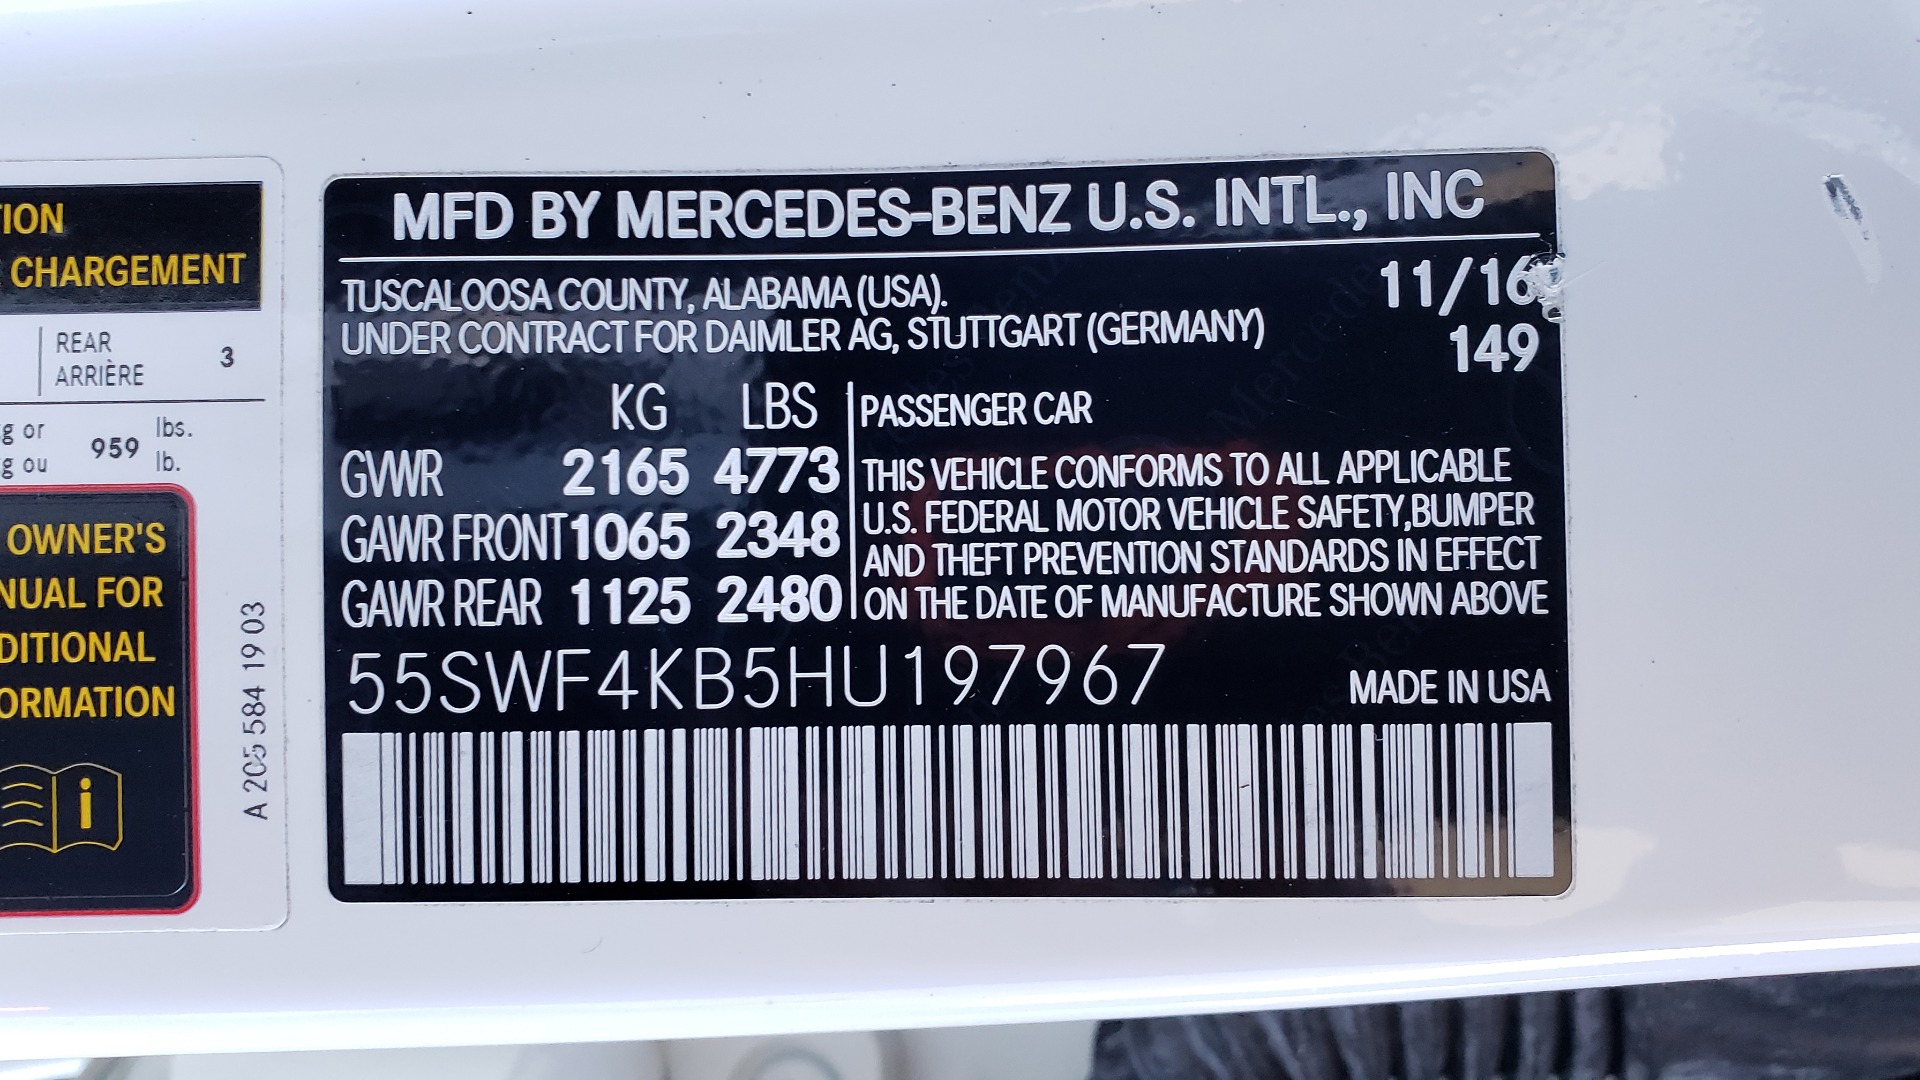 TION
CHARGEMENT
REAR
ARRIÈRE 3
g or 959 lbs.
g ou lb.
OWNER'S
NUAL FOR
DITIONAL
ORMATION
i
A 205 584 19 03
MFD BY MERCEDES-BENZ U.S. INTL., INC
TUSCALOOSA COUNTY, ALABAMA (USA). 11/16
UNDER CONTRACT FOR DAIMLER AG, STUTTGART (GERMANY) 149
KG LBS
GVWR 2165 4773
GAWR FRONT 1065 2348
GAWR REAR 1125 2480
PASSENGER CAR
THIS VEHICLE CONFORMS TO ALL APPLICABLE
U.S. FEDERAL MOTOR VEHICLE SAFETY,BUMPER
AND THEFT PREVENTION STANDARDS IN EFFECT
ON THE DATE OF MANUFACTURE SHOWN ABOVE
55SWF4KB5HU197967
MADE IN USA